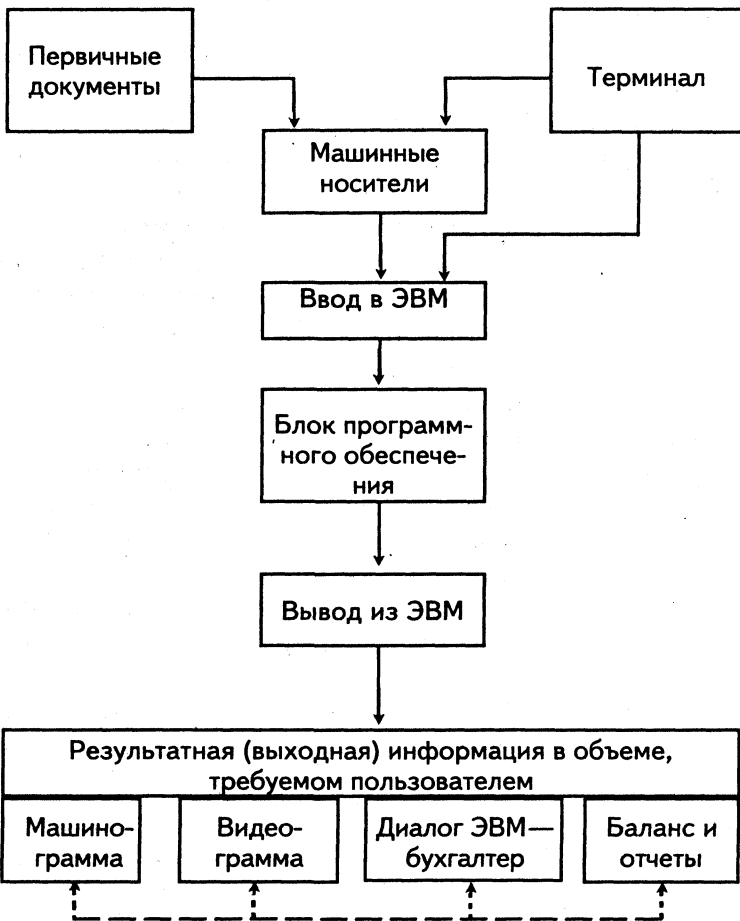 Первичные
документы
Терминал
Машинные
носители
Ввод в ЭВМ
Блок программ-
ного обеспече-
ния
Вывод из ЭВМ
Результатная (выходная) информация в объеме,
требуемом пользователем
Машино-
грамма
Видео-
грамма
Диалог ЭВМ—
бухгалтер
Баланс и
отчеты